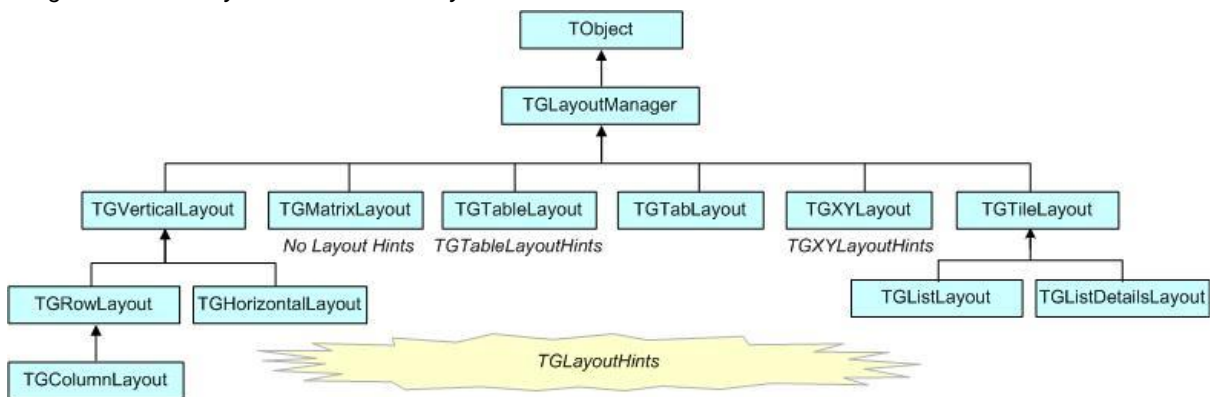 TObject
TGLayoutManager
TGVerticalLayout TGMatrixLayout TGTableLayout TGTabLayout TGXYLayout TGTileLayout
No Layout Hints TGTableLayoutHints TGXYLayoutHints
TGRowLayout TGHorizontalLayout TGListLayout TGListDetailsLayout
TGLayoutHints
TGColumnLayout